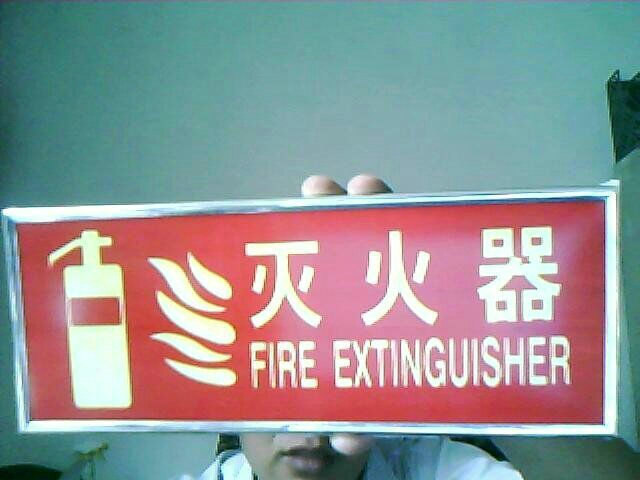 灭火器
FIRE EXTINGUISHER